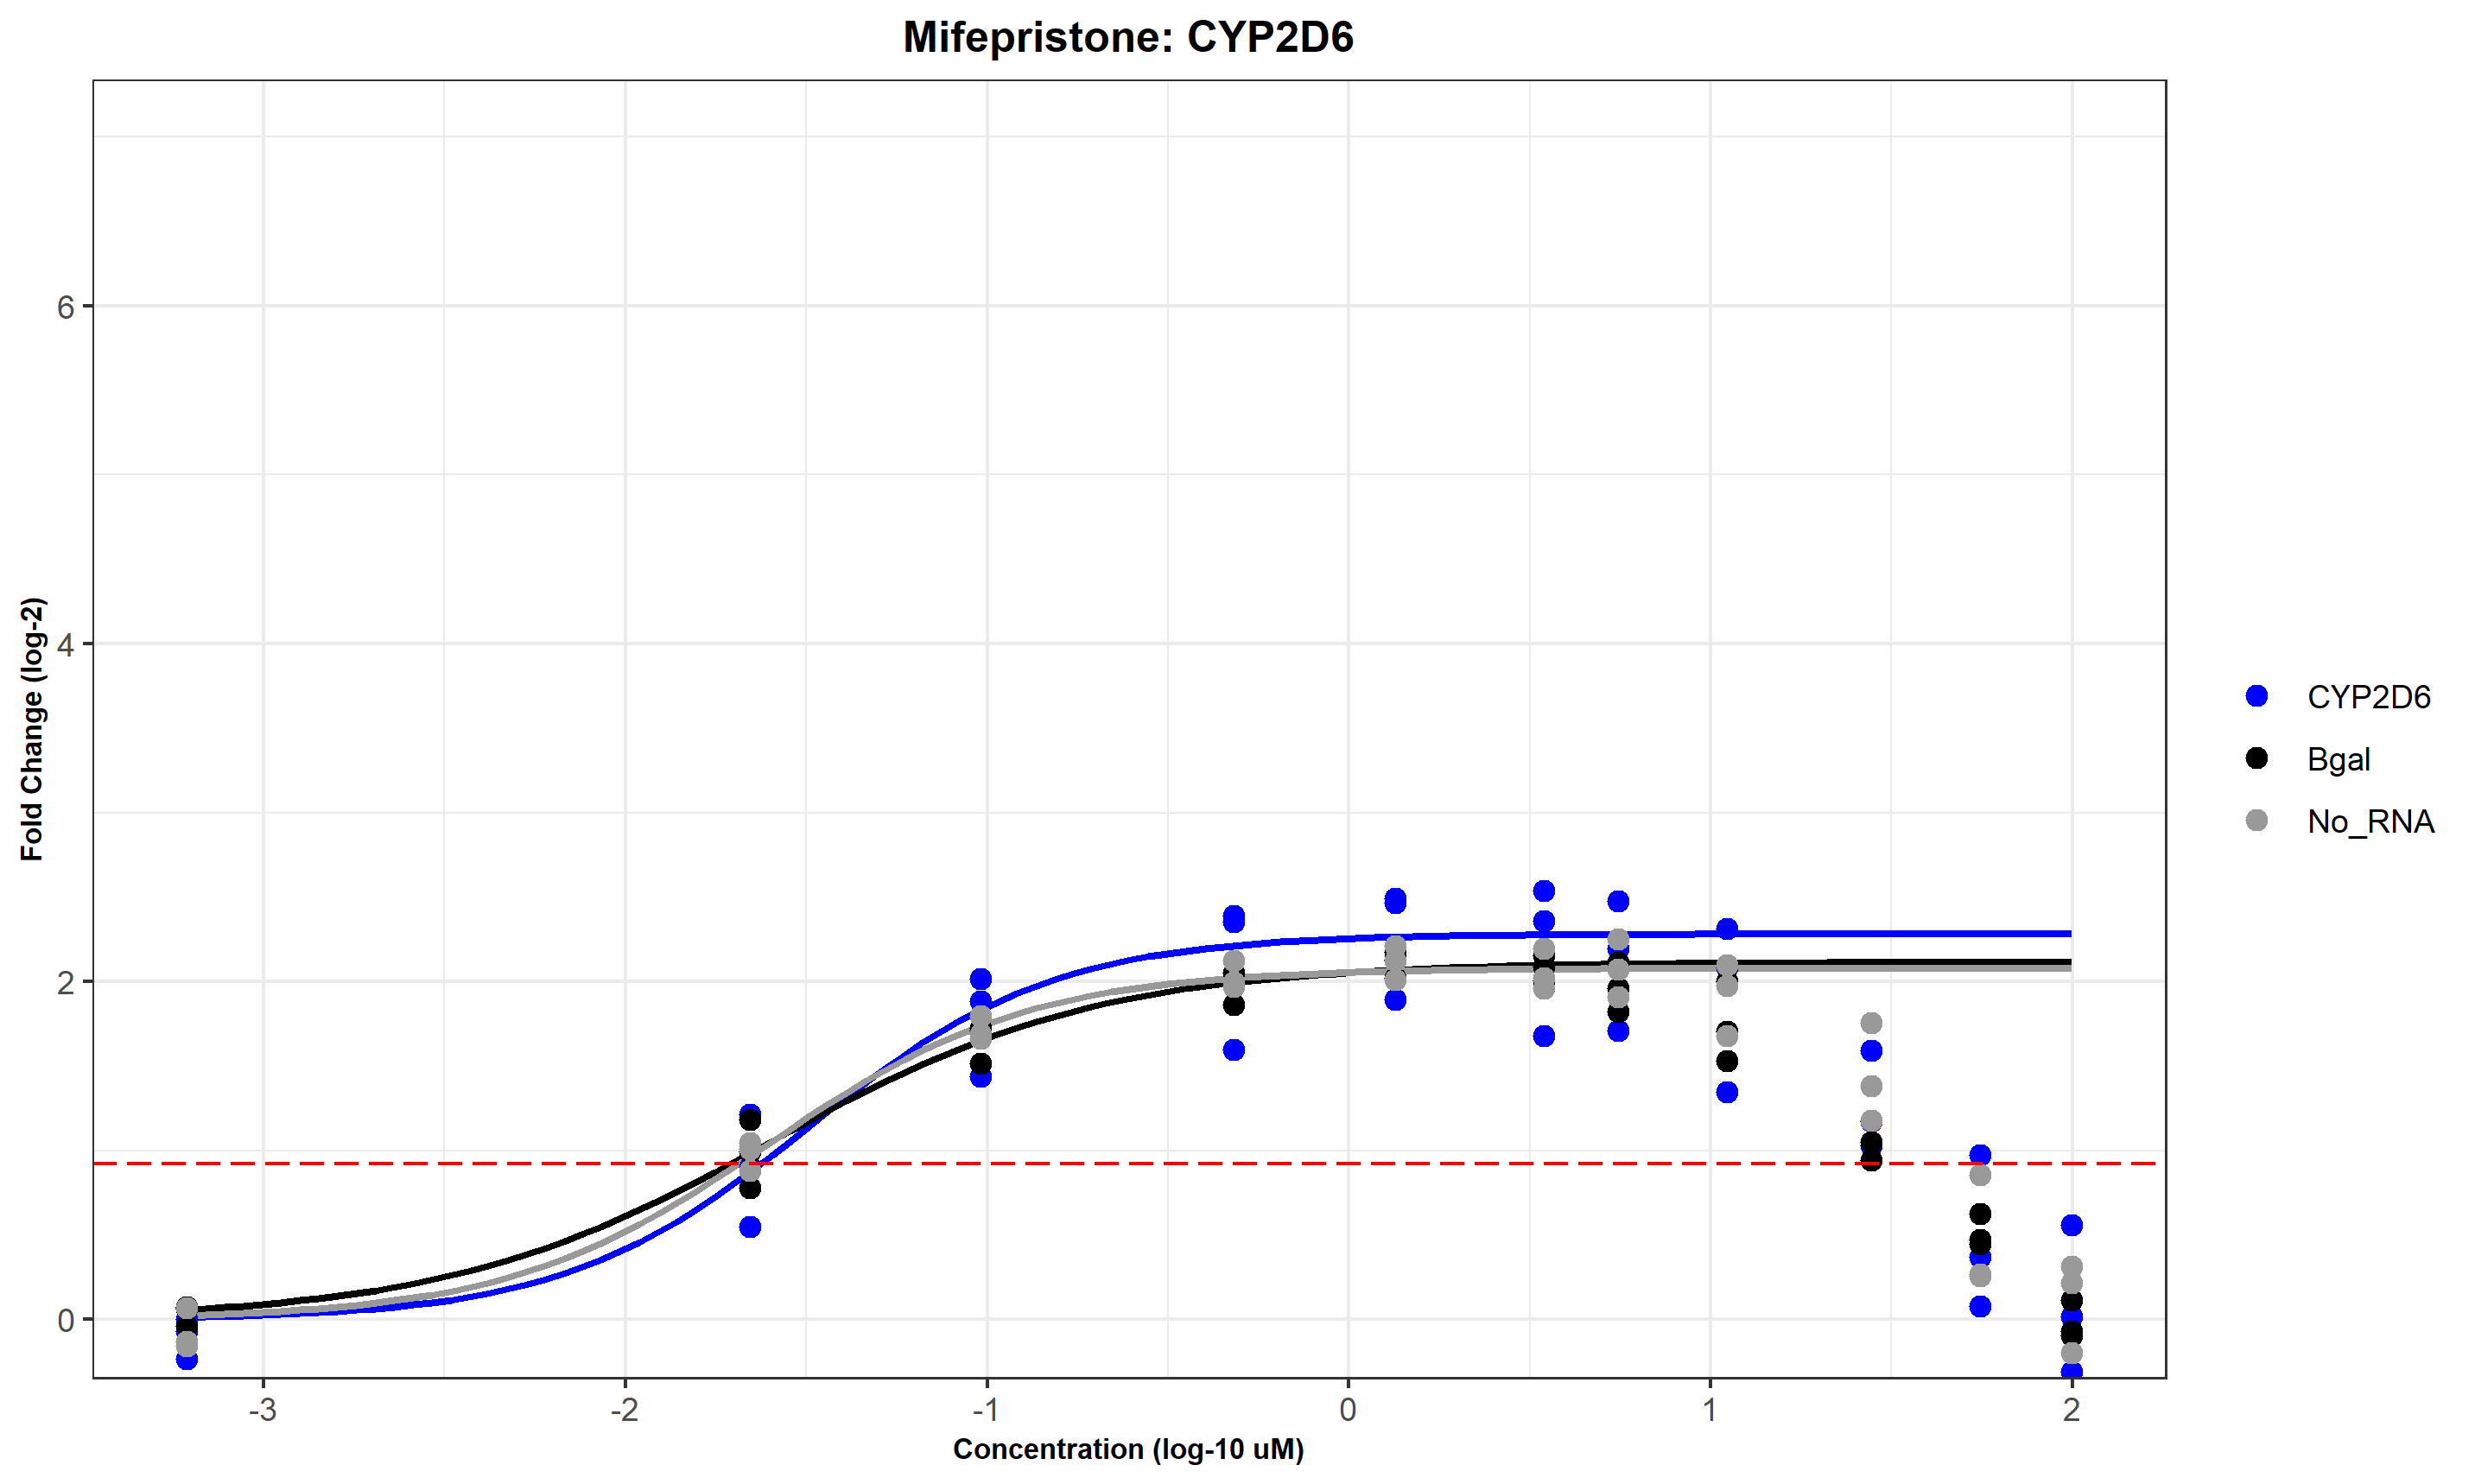 Mifepristone: CYP2D6
Fold Change (log-2)
6
4
2
0
-3 -2 -1 0 1 2
Concentration (log-10 uM)
CYP2D6
Bgal
No_RNA